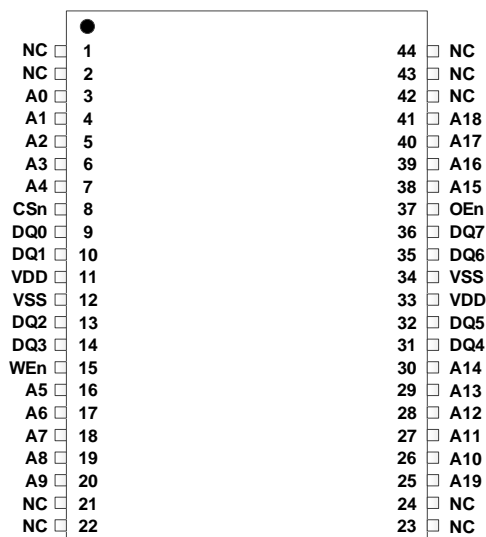 NC 1 44 NC
NC 2 43 NC
A0 3 42 NC
A1 4 41 A18
A2 5 40 A17
A3 6 39 A16
A4 7 38 A15
CSn 8 37 OEn
DQ0 9 36 DQ7
DQ1 10 35 DQ6
VDD 11 34 VSS
VSS 12 33 VDD
DQ2 13 32 DQ5
DQ3 14 31 DQ4
WEn 15 30 A14
A5 16 29 A13
A6 17 28 A12
A7 18 27 A11
A8 19 26 A10
A9 20 25 A19
NC 21 24 NC
NC 22 23 NC